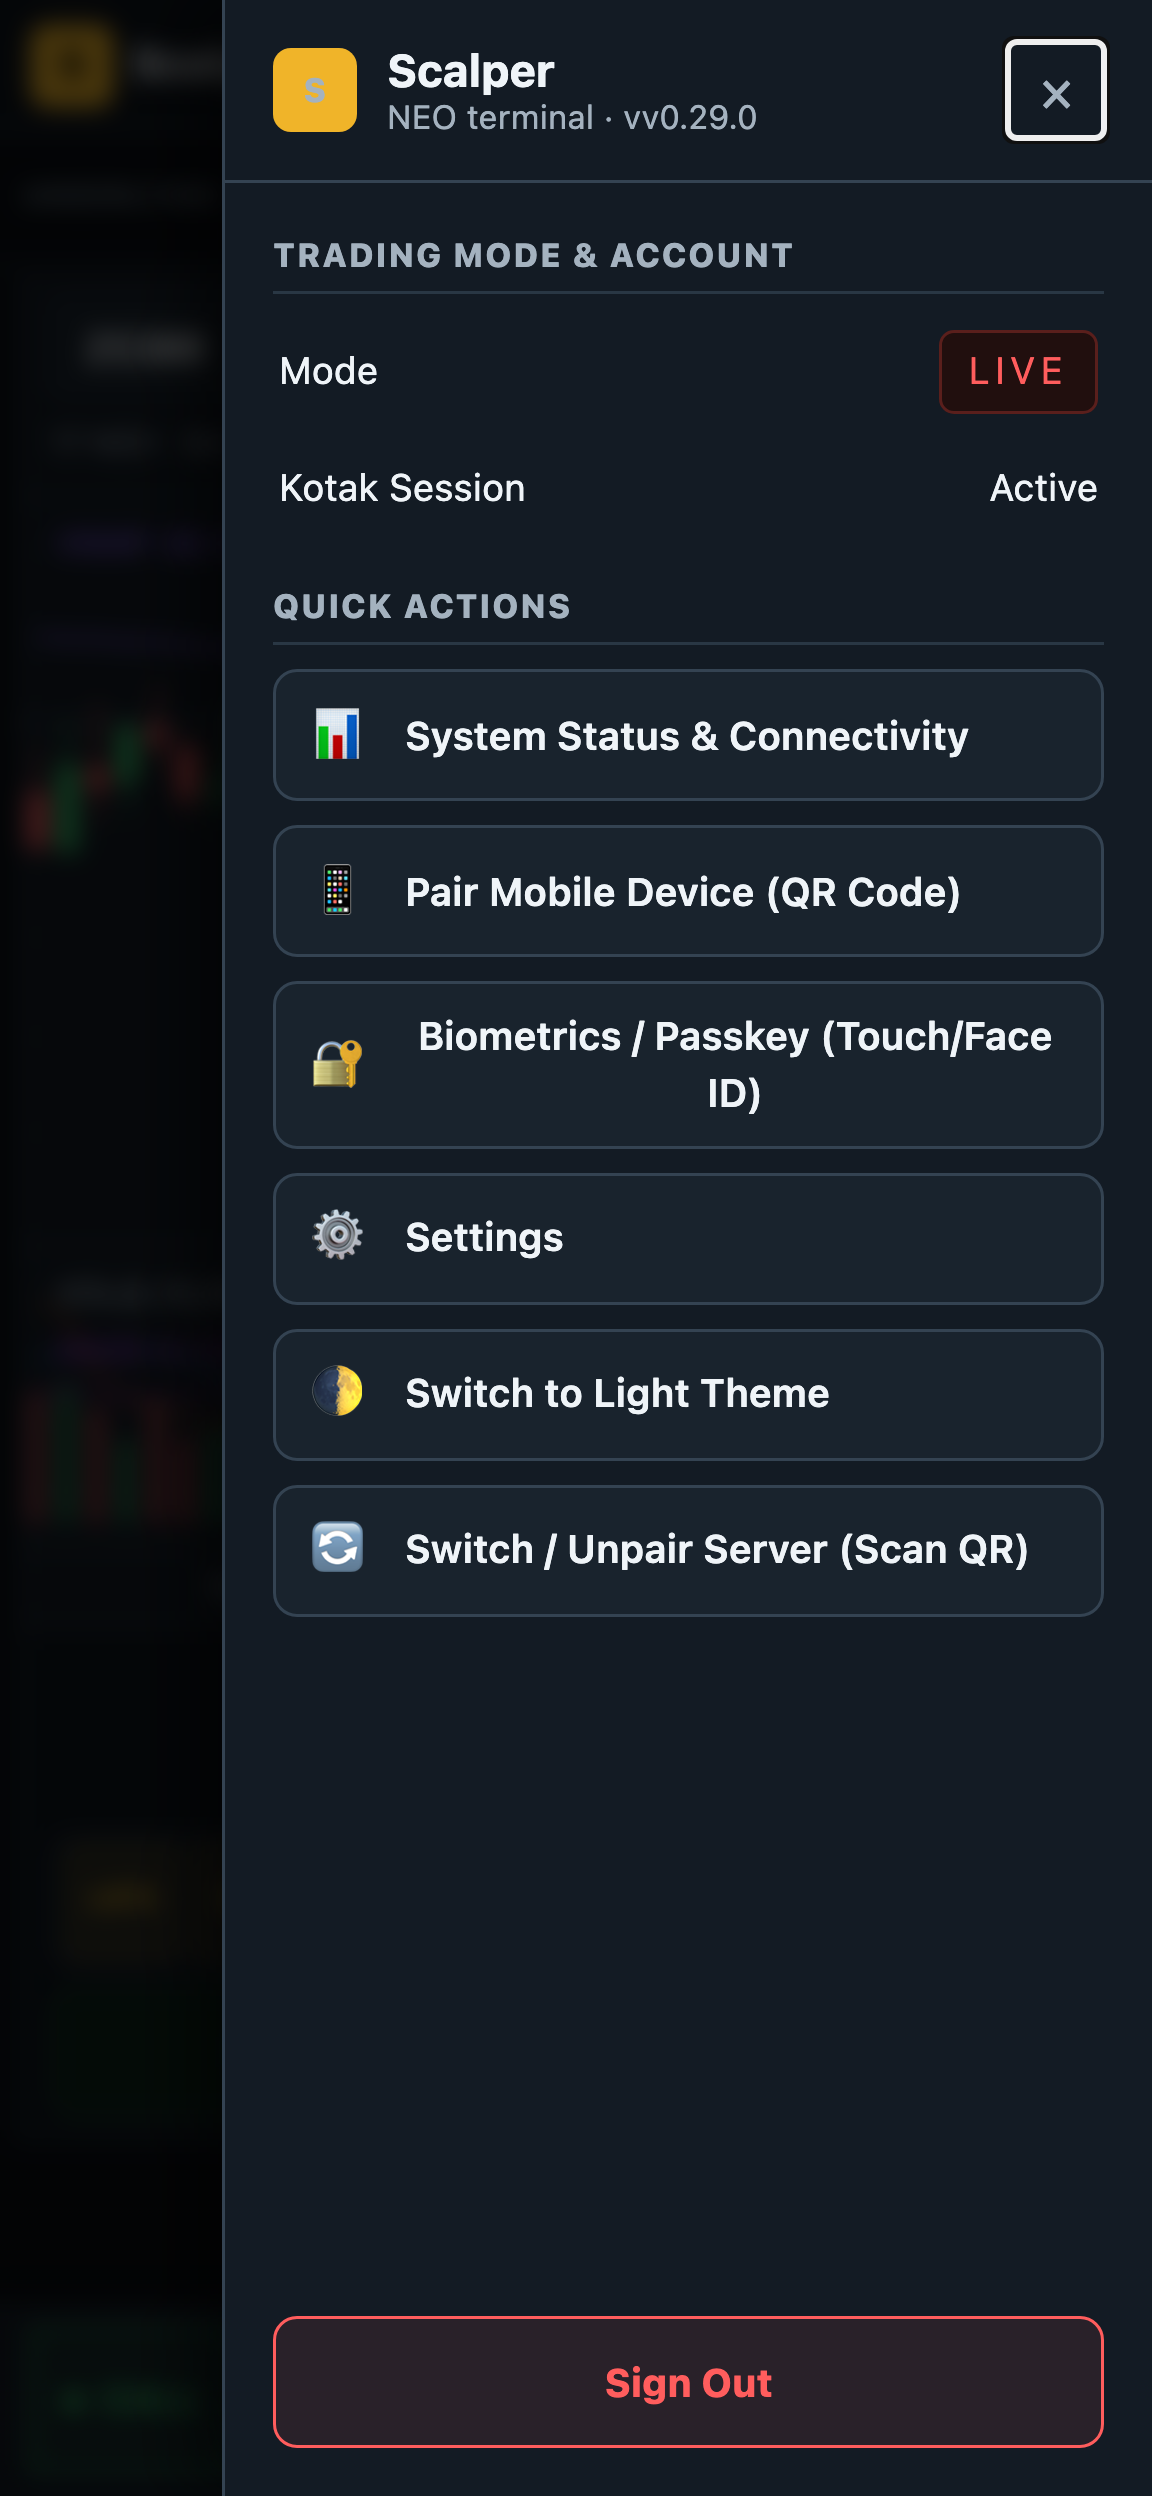 S
Scalper
NEO terminal · vv0.29.0
×
TRADING MODE & ACCOUNT
Mode
LIVE
Kotak Session
Active
QUICK ACTIONS
System Status & Connectivity
Pair Mobile Device (QR Code)
Biometrics / Passkey (Touch/Face
ID)
Settings
Switch to Light Theme
Switch / Unpair Server (Scan QR)
Sign Out